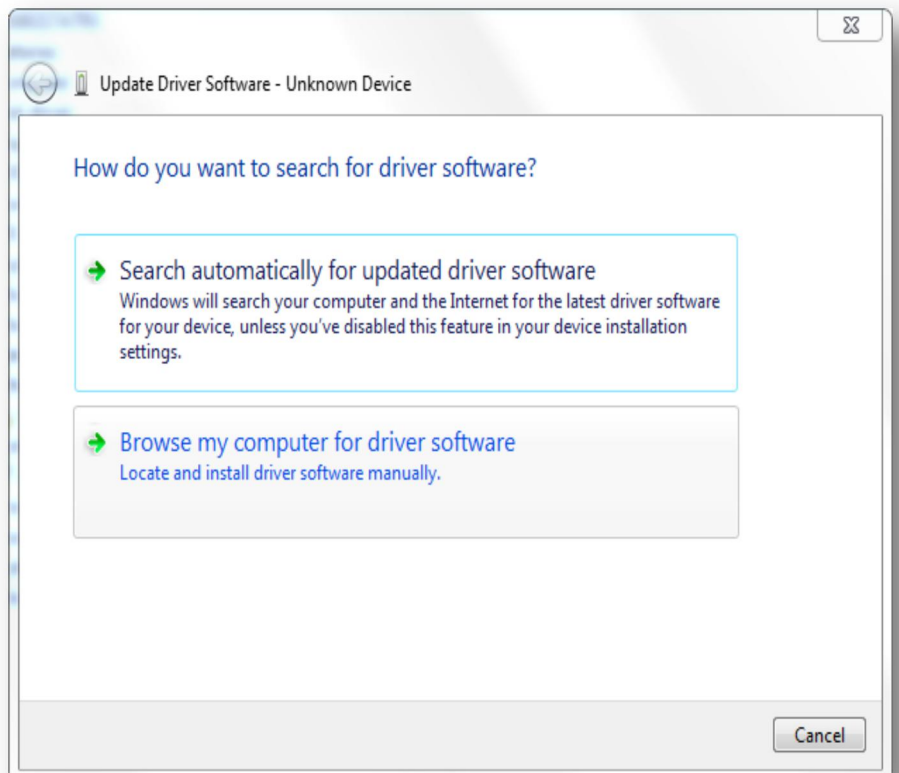 Update Driver Software - Unknown Device
How do you want to search for driver software?
Search automatically for updated driver software
Windows will search your computer and the Internet for the latest driver software
for your device, unless you've disabled this feature in your device installation
settings.
Browse my computer for driver software
Locate and install driver software manually.
Cancel